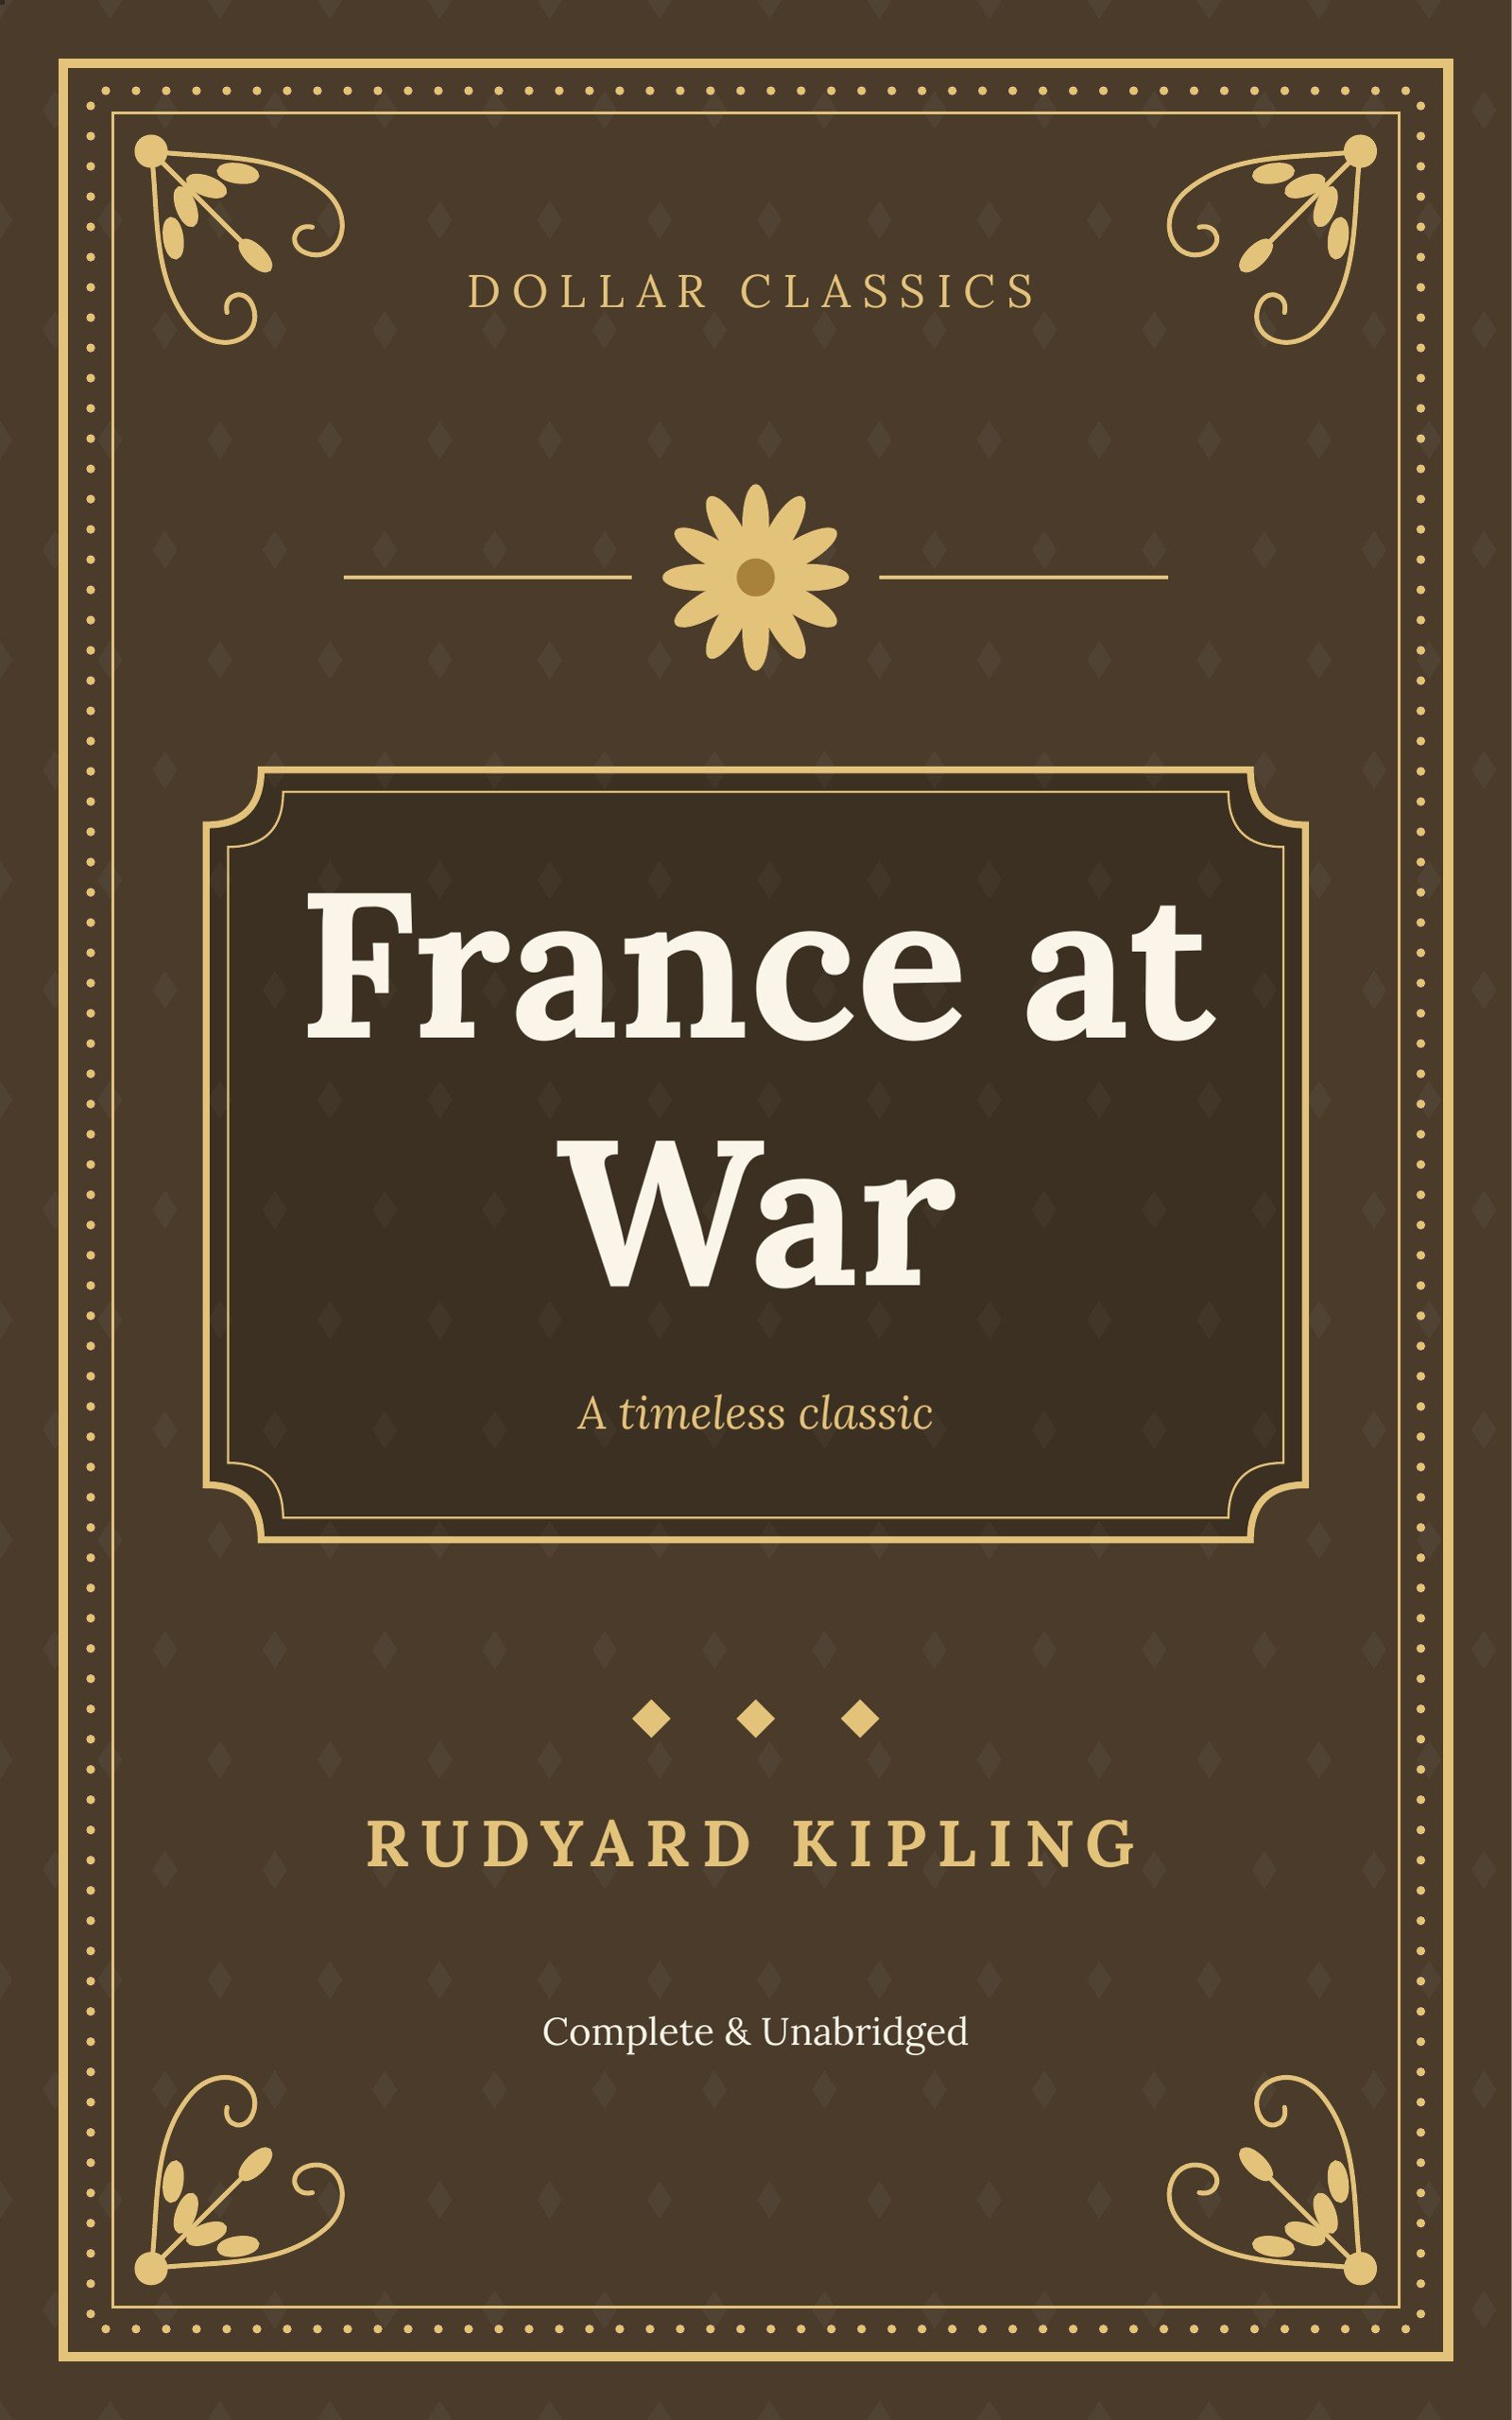 DOLLAR CLASSICS
France at
War
A timeless classic
RUDYARD KIPLING
Complete & Unabridged